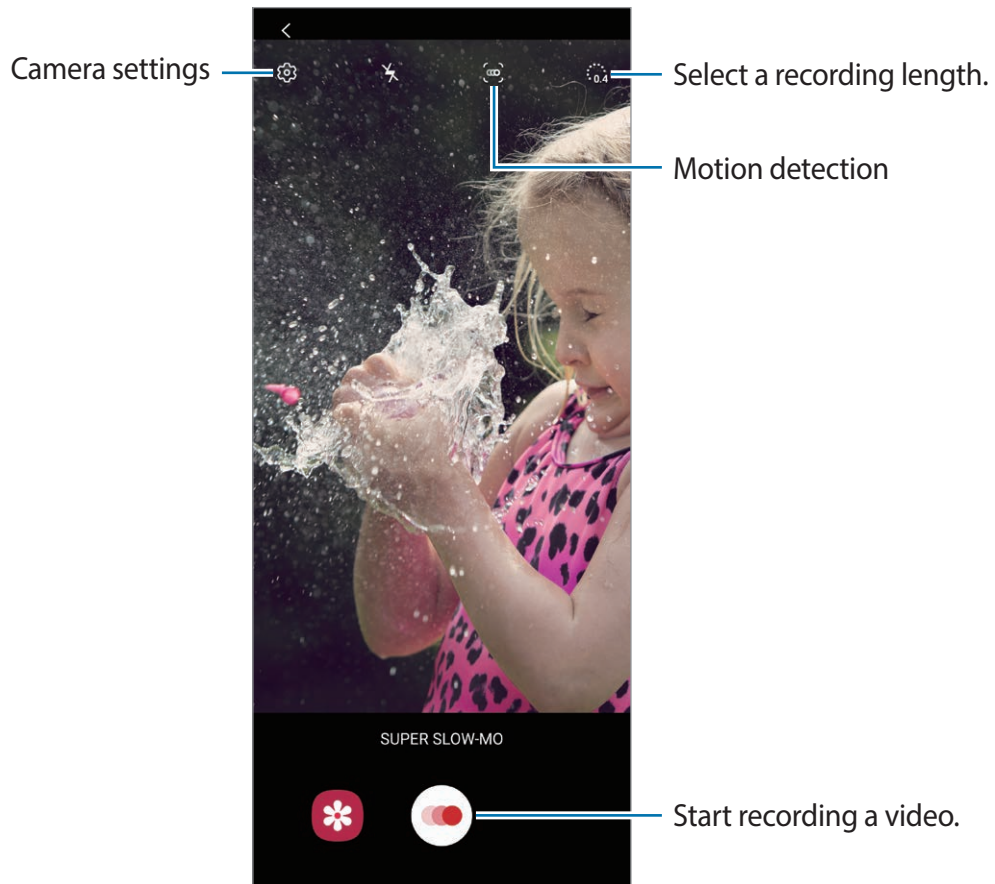 Camera settings
0.4
Select a recording length.
Motion detection
SUPER SLOW-MO
Start recording a video.